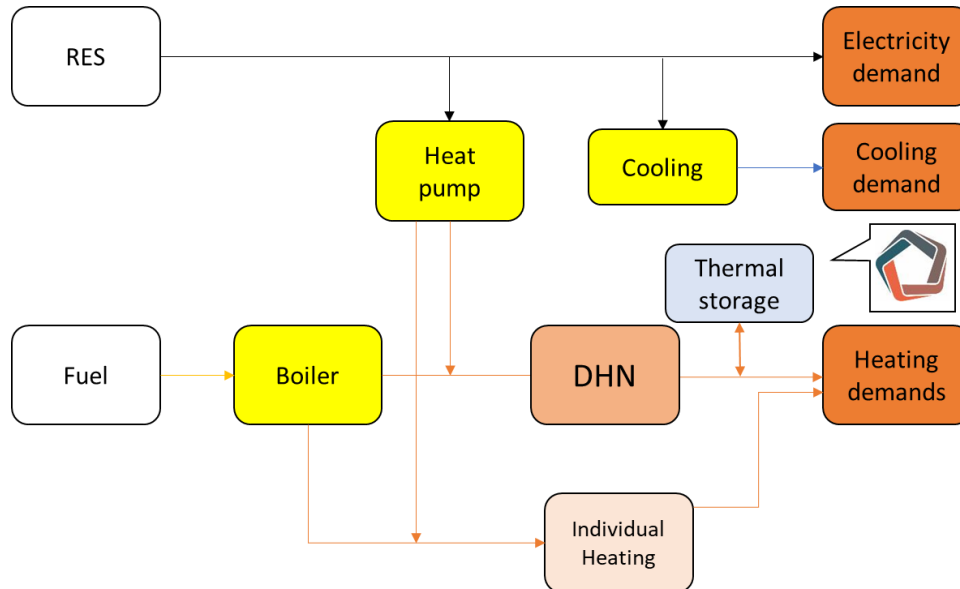 RES
Electricity
demand
Heat
pump
Cooling
Cooling
demand
Thermal
storage
Fuel
Boiler
DHN
Heating
demands
Individual
Heating